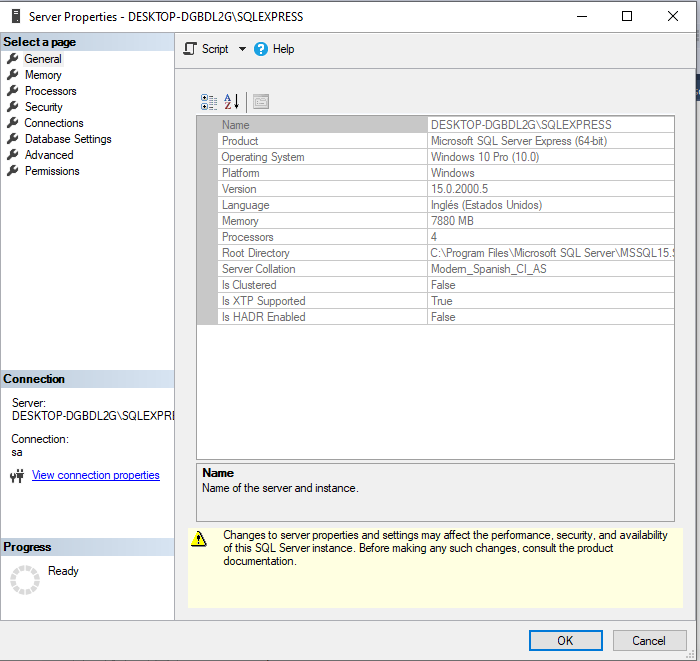 Server Properties - DESKTOP-DGBDL2G\SQLEXPRESS
Select a page
General
Memory
Processors
Security
Connections
Database Settings
Advanced
Permissions
Script
Help
Name DESKTOP-DGBDL2G\SQLEXPRESS
Product Microsoft SQL Server Express (64-bit)
Operating System Windows 10 Pro (10.0)
Platform Windows
Version 15.0.2000.5
Language Inglés (Estados Unidos)
Memory 7880 MB
Processors 4
Root Directory C:\Program Files\Microsoft SQL Server\MSSQL15.S
Server Collation Modern_Spanish_CI_AS
Is Clustered False
Is XTP Supported True
Is HADR Enabled False
Connection
Server:
DESKTOP-DGBDL2G\SQLEXPRE
Connection:
sa
View connection properties
Name
Name of the server and instance.
Changes to server properties and settings may affect the performance, security, and availability
of this SQL Server instance. Before making any such changes, consult the product
documentation.
Progress
Ready
OK
Cancel